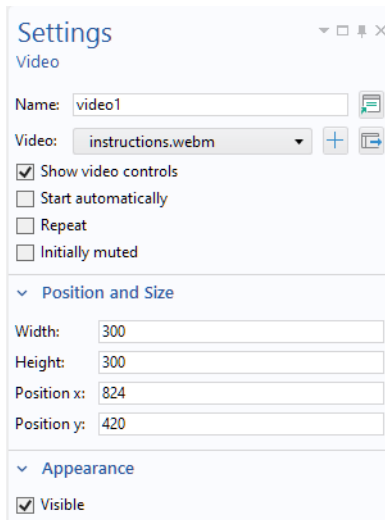 Settings
Video
Name: video1
Video: instructions.webm
Show video controls
Start automatically
Repeat
Initially muted
Position and Size
Width: 300
Height: 300
Position x: 824
Position y: 420
Appearance
Visible